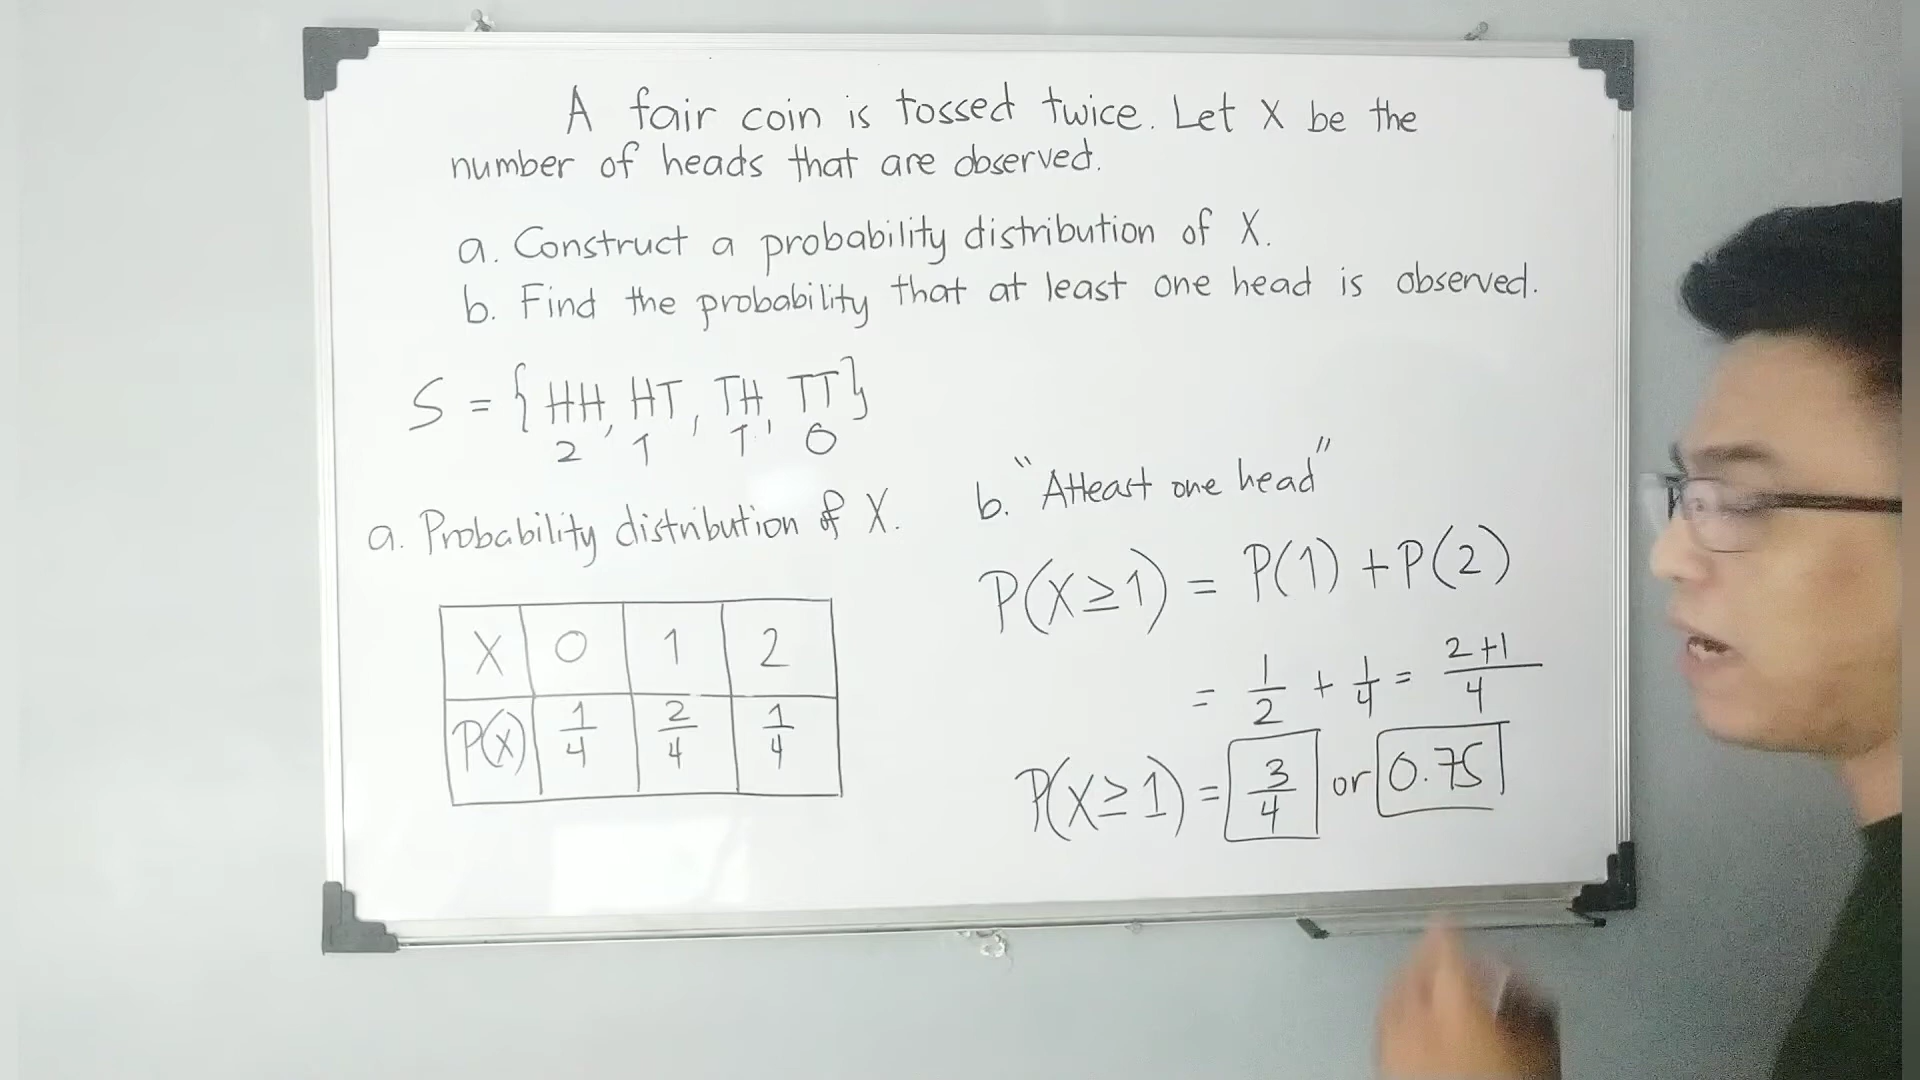 A fair coin is tossed twice. Let X be the
number of heads that are observed.
a. Construct a probability distribution of X.
b. Find the probability that at least one head is observed.
S = { HH, HT, TH, TT }
2 1 1 0
a. Probability distribution of X.
X 0 1 2
P(x) 1/4 2/4 1/4
b. "Atleast one head"
P(X≥1) = P(1) + P(2)
= 1/2 + 1/4 = 2+1/4
P(X≥1) = 3/4 or 0.75